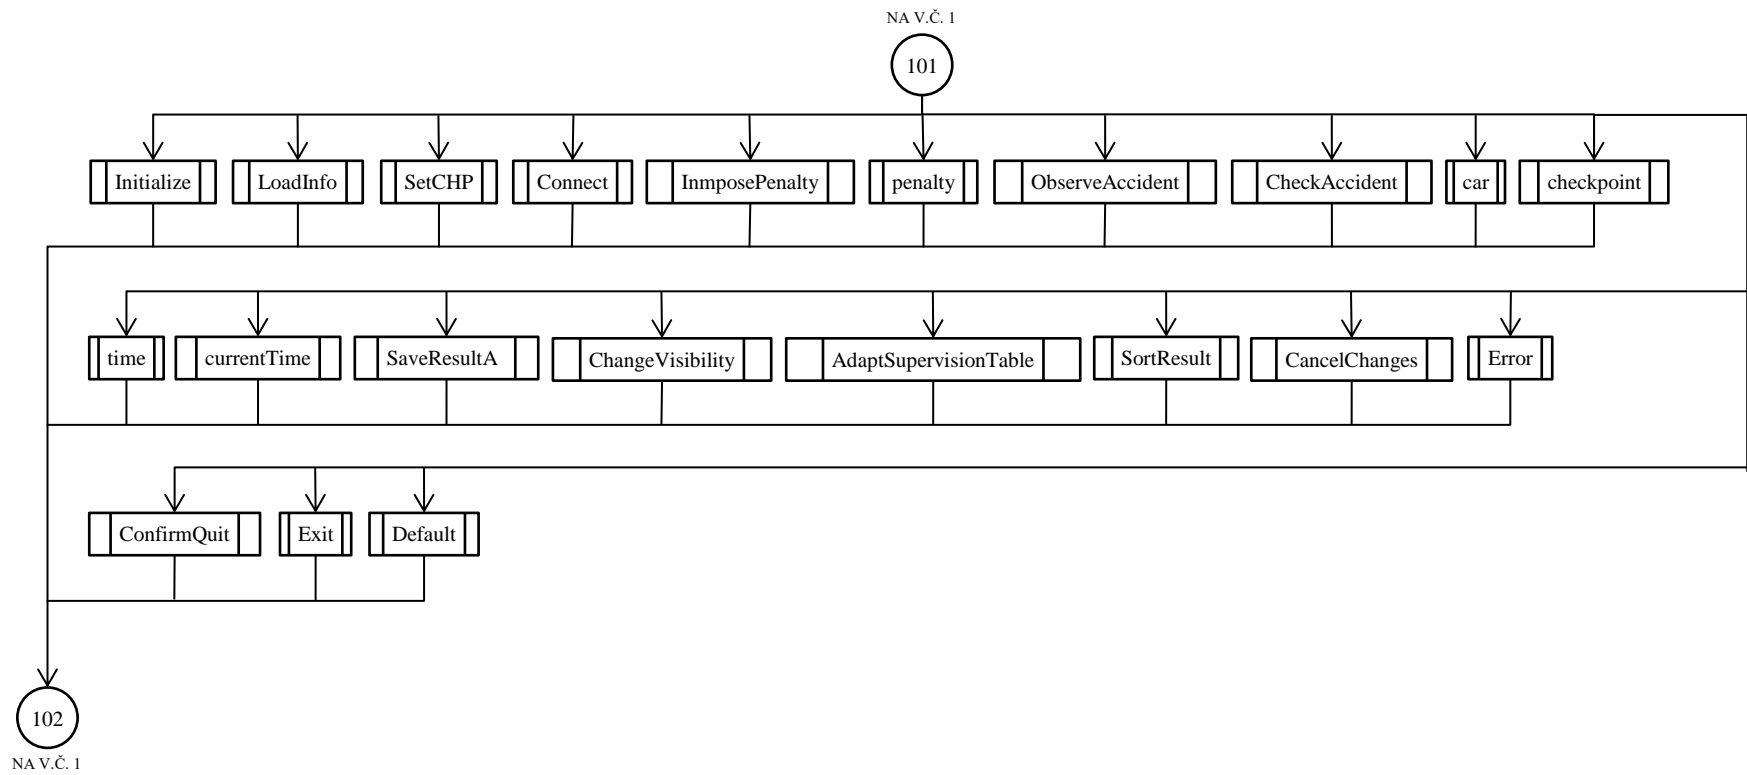 NA V.Č. 1
101
Initialize LoadInfo SetCHP Connect InmposePenalty penalty ObserveAccident CheckAccident car checkpoint
time currentTime SaveResultA ChangeVisibility AdaptSupervisionTable SortResult CancelChanges Error
ConfirmQuit Exit Default
102
NA V.Č. 1